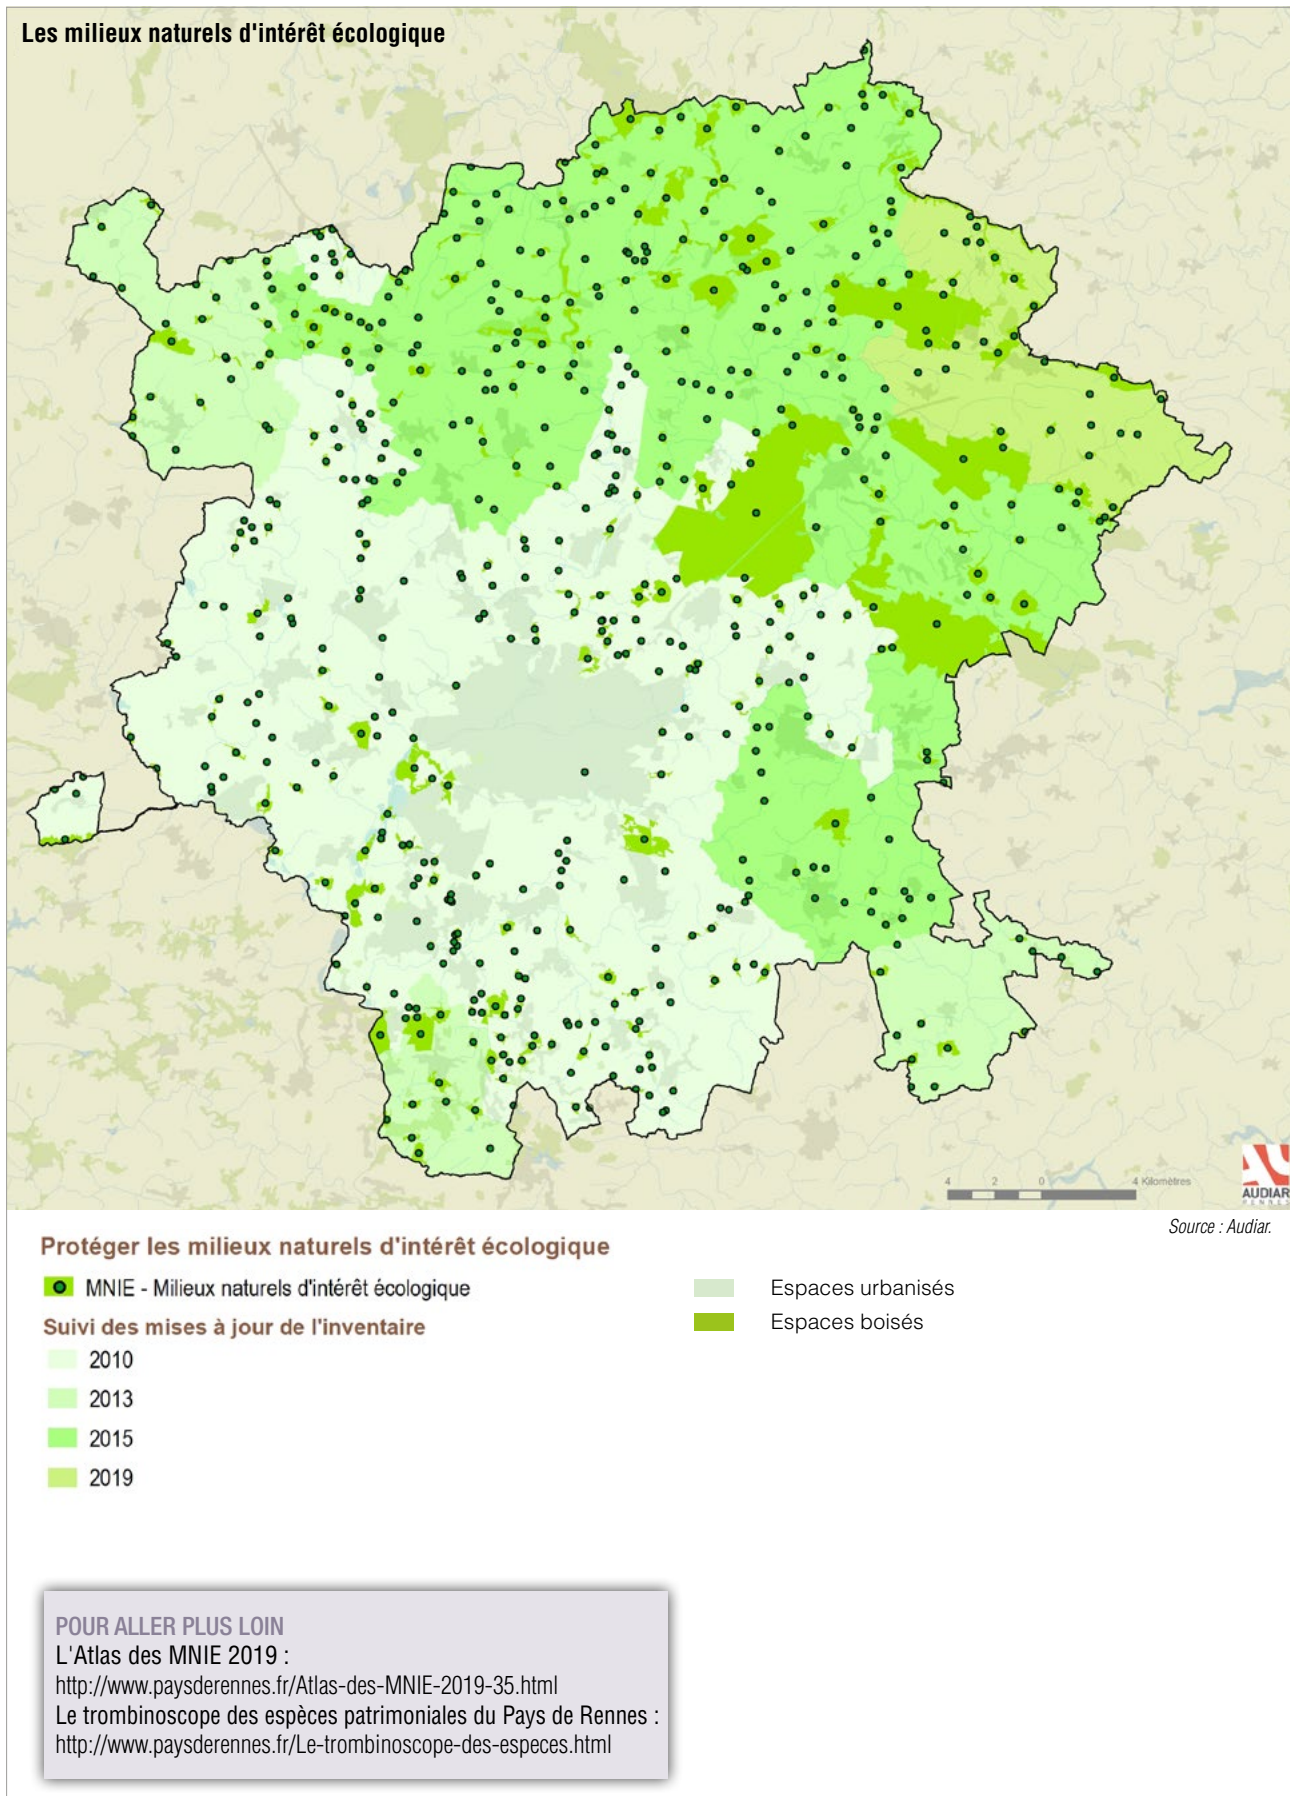 Les milieux naturels d'intérêt écologique
4 2 0 4 Kilomètres
AUDIAR
RENNES
Source : Audiar.
Protéger les milieux naturels d'intérêt écologique
MNIE - Milieux naturels d'intérêt écologique
Suivi des mises à jour de l'inventaire
2010
2013
2015
2019
Espaces urbanisés
Espaces boisés
POUR ALLER PLUS LOIN
L'Atlas des MNIE 2019 :
http://www.paysderennes.fr/Atlas-des-MNIE-2019-35.html
Le trombinoscope des espèces patrimoniales du Pays de Rennes :
http://www.paysderennes.fr/Le-trombinoscope-des-especes.html